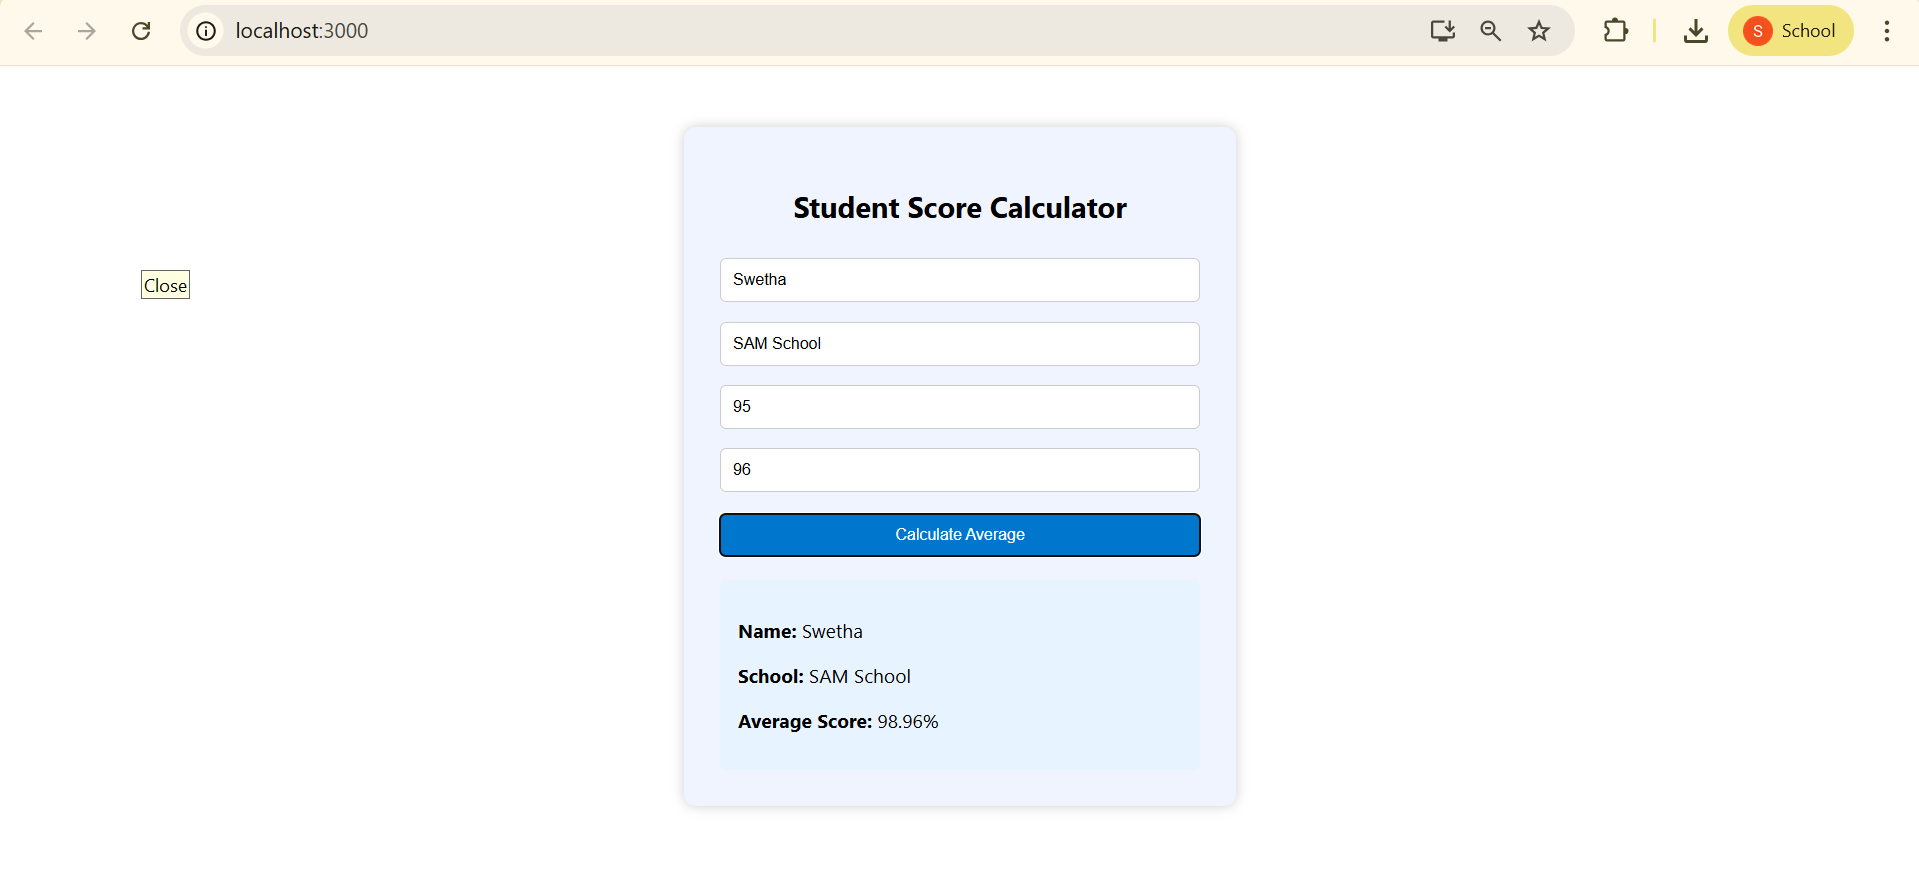 localhost:3000
S School
Student Score Calculator
Close
Swetha
SAM School
95
96
Calculate Average
Name: Swetha
School: SAM School
Average Score: 98.96%